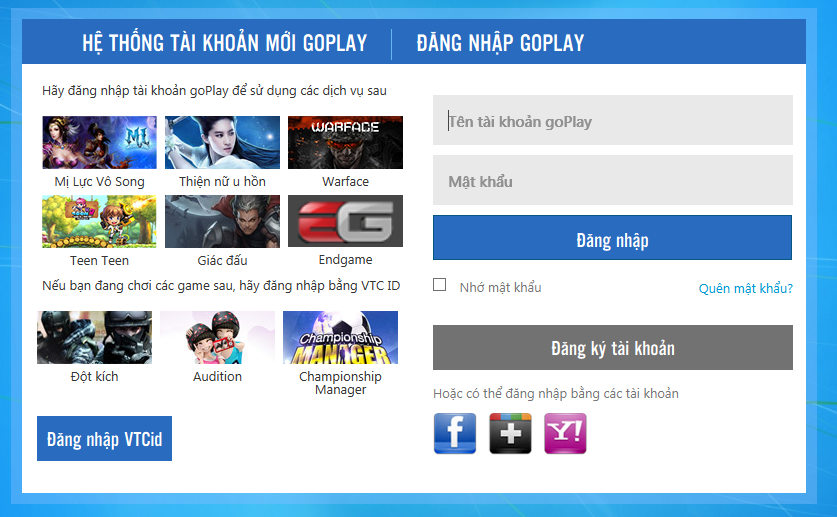 HỆ THỐNG TÀI KHOẢN MỚI GOPLAY
ĐĂNG NHẬP GOPLAY
Hãy đăng nhập tài khoản goPlay để sử dụng các dịch vụ sau
WARFACE
Mị Lực Vô Song
Thiện nữ u hồn
Warface
EG
Teen Teen
Giác đấu
Endgame
Nếu bạn đang chơi các game sau, hãy đăng nhập bằng VTC ID
Championship
MANAGER
Đột kích
Audition
Championship
Manager
Đăng nhập VTCid
Tên tài khoản goPlay
Mật khẩu
Đăng nhập
Nhớ mật khẩu
Quên mật khẩu?
Đăng ký tài khoản
Hoặc có thể đăng nhập bằng các tài khoản
f
+
Y!